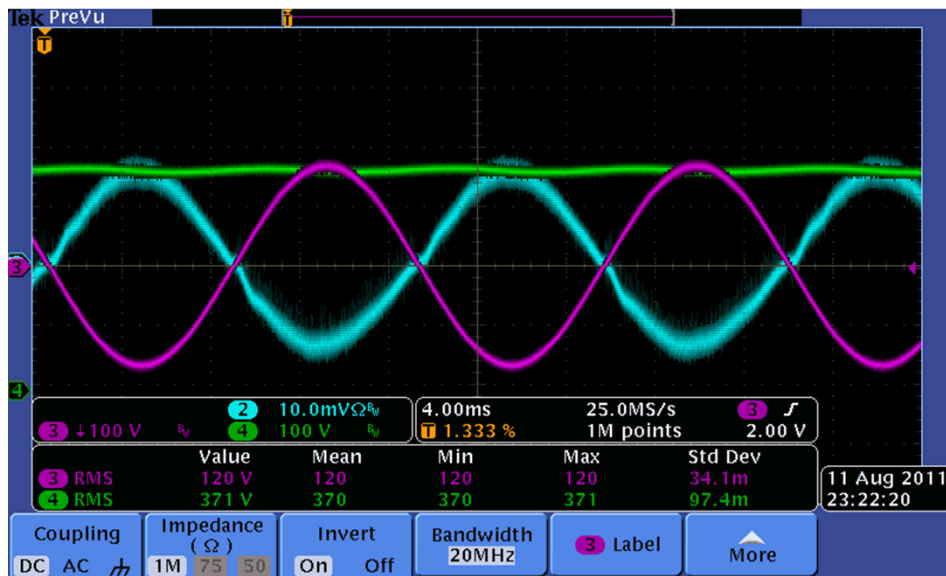 Tek PreVu
T
T
3
4
2 10.0mVΩBW
3 ↓100 V BW 4 100 V BW
4.00ms 25.0MS/s 3 ∫
T 1.333 % 1M points 2.00 V
Value Mean Min Max Std Dev
3 RMS 120 V 120 120 120 34.1m
4 RMS 371 V 370 370 371 97.4m
11 Aug 2011
23:22:20
Coupling
DC AC
Impedance
(Ω)
1M 75 50
Invert
On Off
Bandwidth
20MHz
3 Label
More